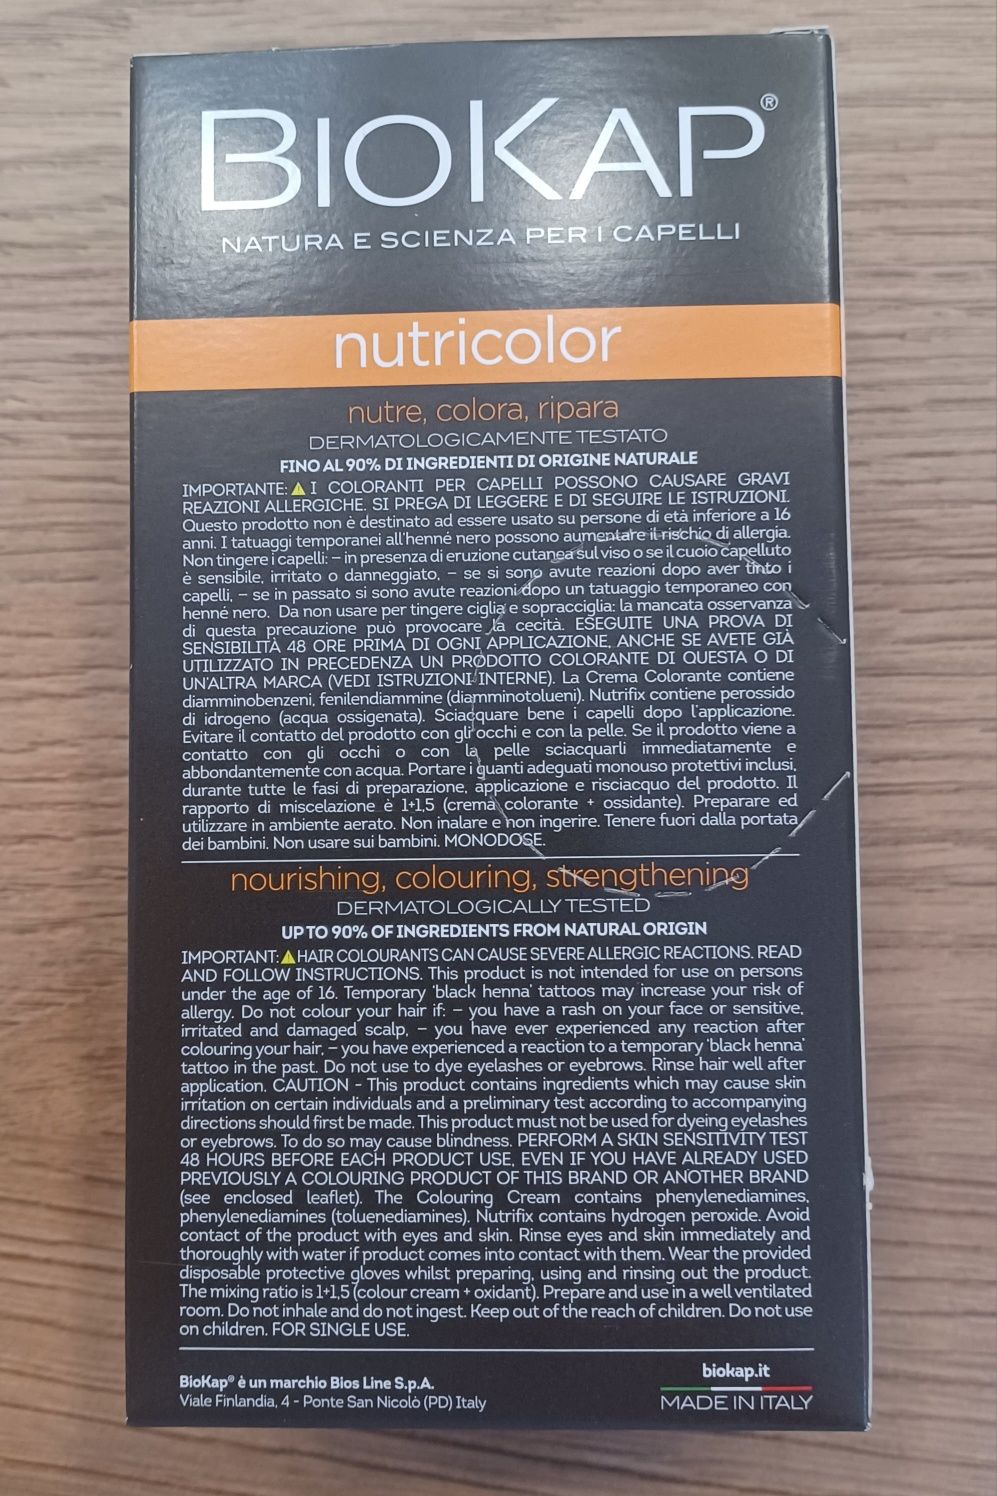 BIOKAP®
NATURA E SCIENZA PER I CAPELLI
nutricolor
nutre, colora, ripara
DERMATOLOGICAMENTE TESTATO
FINO AL 90% DI INGREDIENTI DI ORIGINE NATURALE
IMPORTANTE: ⚠ I COLORANTI PER CAPELLI POSSONO CAUSARE GRAVI
REAZIONI ALLERGICHE. SI PREGA DI LEGGERE E DI SEGUIRE LE ISTRUZIONI.
Questo prodotto non è destinato ad essere usato su persone di età inferiore a 16
anni. I tatuaggi temporanei all'henné nero possono aumentare il rischio di allergia.
Non tingere i capelli: – in presenza di eruzione cutanea sul viso o se il cuoio capelluto
è sensibile, irritato o danneggiato, – se si sono avute reazioni dopo aver tinto i
capelli, – se in passato si sono avute reazioni dopo un tatuaggio temporaneo con
henné nero. Da non usare per tingere ciglia e sopracciglia: la mancata osservanza
di questa precauzione può provocare la cecità. ESEGUITE UNA PROVA DI
SENSIBILITÀ 48 ORE PRIMA DI OGNI APPLICAZIONE, ANCHE SE AVETE GIÀ
UTILIZZATO IN PRECEDENZA UN PRODOTTO COLORANTE DI QUESTA O DI
UN'ALTRA MARCA (VEDI ISTRUZIONI INTERNE). La Crema Colorante contiene
diamminobenzeni, fenilendiammine (diamminotolueni). Nutrifix contiene perossido
di idrogeno (acqua ossigenata). Sciacquare bene i capelli dopo l'applicazione.
Evitare il contatto del prodotto con gli occhi e con la pelle. Se il prodotto viene a
contatto con gli occhi o con la pelle sciacquarli immediatamente e
abbondantemente con acqua. Portare i guanti adeguati monouso protettivi inclusi,
durante tutte le fasi di preparazione, applicazione e risciacquo del prodotto. Il
rapporto di miscelazione è 1+1,5 (crema colorante + ossidante). Preparare ed
utilizzare in ambiente aerato. Non inalare e non ingerire. Tenere fuori dalla portata
dei bambini. Non usare sui bambini. MONODOSE.
nourishing, colouring, strengthening
DERMATOLOGICALLY TESTED
UP TO 90% OF INGREDIENTS FROM NATURAL ORIGIN
IMPORTANT: ⚠ HAIR COLOURANTS CAN CAUSE SEVERE ALLERGIC REACTIONS. READ
AND FOLLOW INSTRUCTIONS. This product is not intended for use on persons
under the age of 16. Temporary 'black henna' tattoos may increase your risk of
allergy. Do not colour your hair if: – you have a rash on your face or sensitive,
irritated and damaged scalp, – you have ever experienced any reaction after
colouring your hair, – you have experienced a reaction to a temporary 'black henna'
tattoo in the past. Do not use to dye eyelashes or eyebrows. Rinse hair well after
application. CAUTION - This product contains ingredients which may cause skin
irritation on certain individuals and a preliminary test according to accompanying
directions should first be made. This product must not be used for dyeing eyelashes
or eyebrows. To do so may cause blindness. PERFORM A SKIN SENSITIVITY TEST
48 HOURS BEFORE EACH PRODUCT USE, EVEN IF YOU HAVE ALREADY USED
PREVIOUSLY A COLOURING PRODUCT OF THIS BRAND OR ANOTHER BRAND
(see enclosed leaflet). The Colouring Cream contains phenylenediamines,
phenylenediamines (toluenediamines). Nutrifix contains hydrogen peroxide. Avoid
contact of the product with eyes and skin. Rinse eyes and skin immediately and
thoroughly with water if product comes into contact with them. Wear the provided
disposable protective gloves whilst preparing, using and rinsing out the product.
The mixing ratio is 1+1,5 (colour cream + oxidant). Prepare and use in a well ventilated
room. Do not inhale and do not ingest. Keep out of the reach of children. Do not use
on children. FOR SINGLE USE.
BioKap® è un marchio Bios Line S.p.A.
Viale Finlandia, 4 - Ponte San Nicolò (PD) Italy
biokap.it
MADE IN ITALY